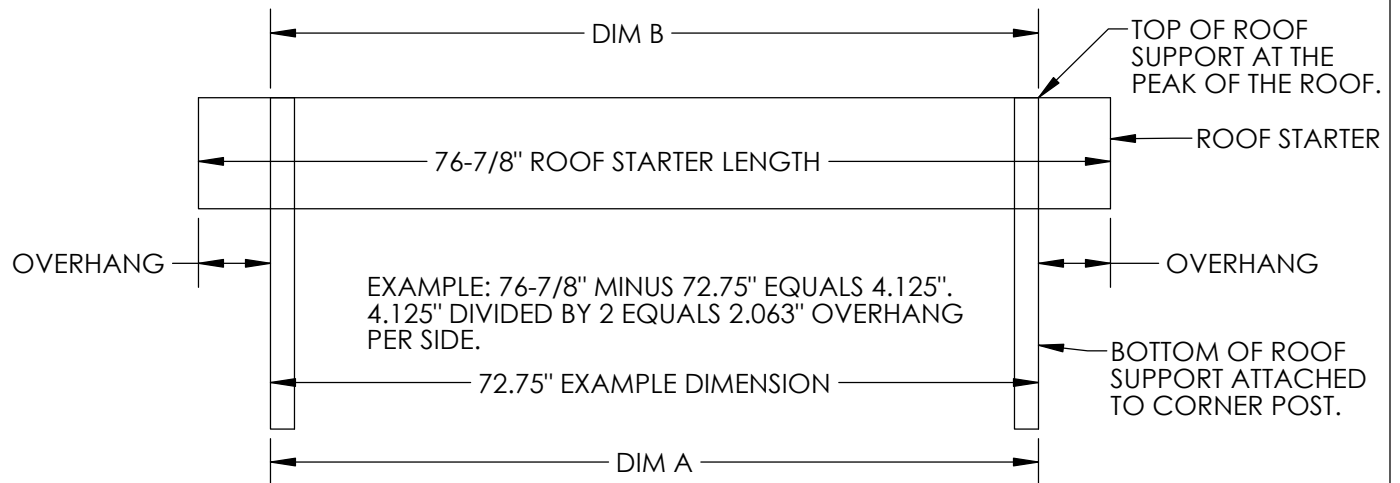 DIM B
TOP OF ROOF
SUPPORT AT THE
PEAK OF THE ROOF.
ROOF STARTER
76-7/8" ROOF STARTER LENGTH
OVERHANG
OVERHANG
EXAMPLE: 76-7/8" MINUS 72.75" EQUALS 4.125".
4.125" DIVIDED BY 2 EQUALS 2.063" OVERHANG
PER SIDE.
72.75" EXAMPLE DIMENSION
BOTTOM OF ROOF
SUPPORT ATTACHED
TO CORNER POST.
DIM A